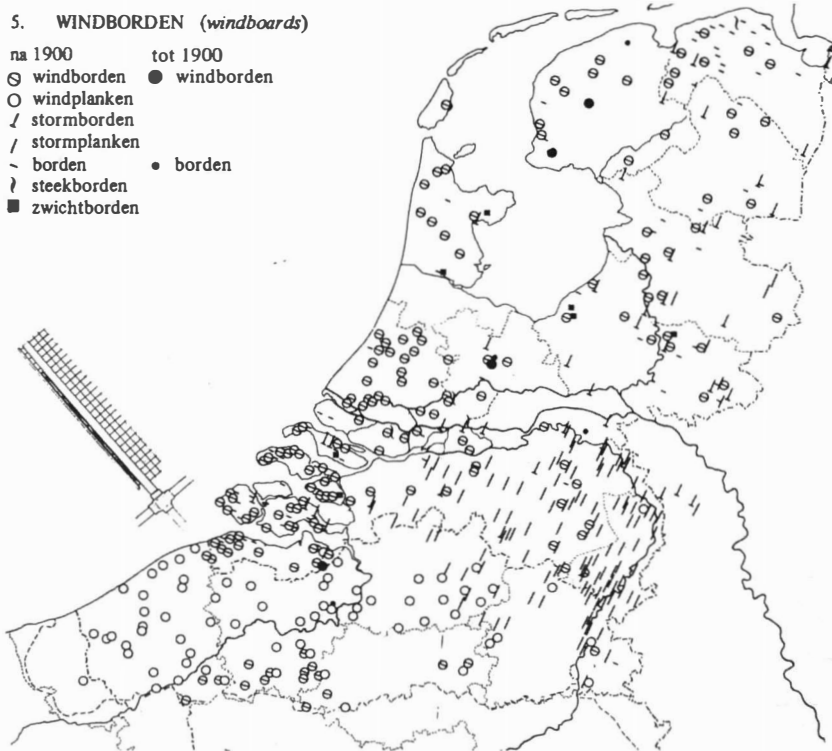 5. WINDBORDEN (windboards)
na 1900 tot 1900
windborden windborden
windplanken
stormborden
stormplanken
borden borden
steekborden
zwichtborden